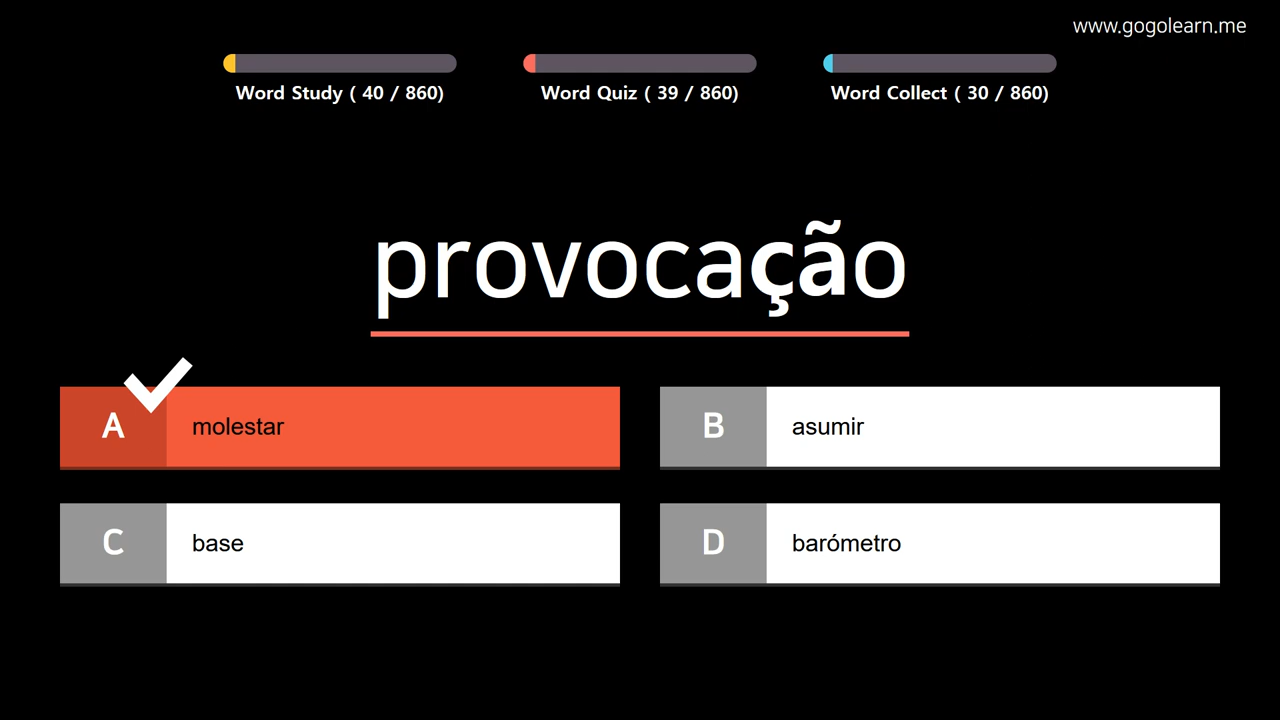 www.gogolearn.me
Word Study ( 40 / 860)
Word Quiz ( 39 / 860)
Word Collect ( 30 / 860)
provocação
A molestar
B asumir
C base
D barómetro